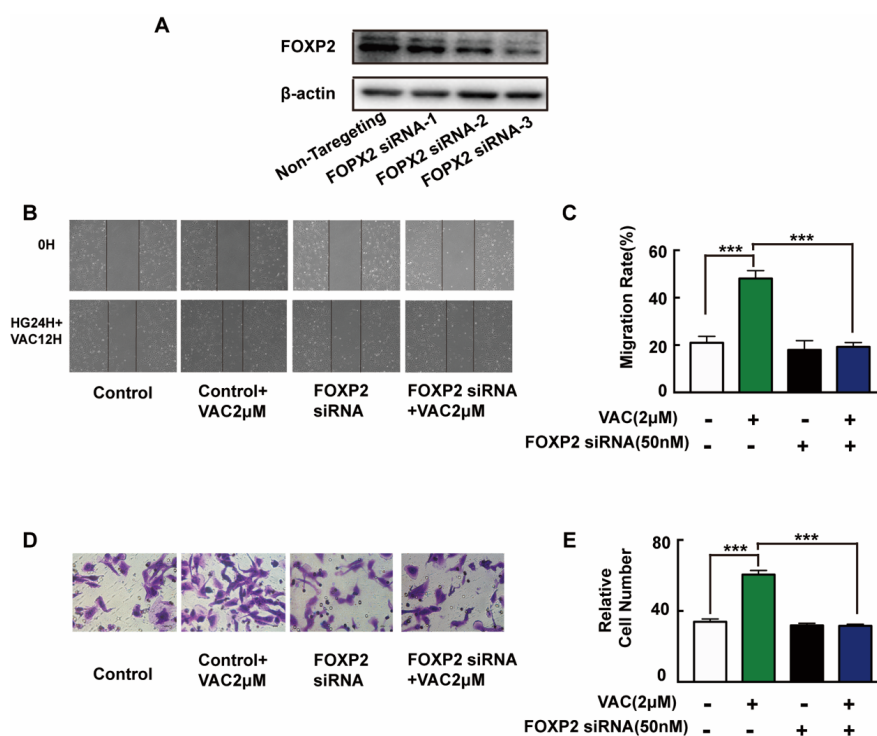 A
FOXP2
β-actin
Non-Taregeting
FOPX2 siRNA-1
FOPX2 siRNA-2
FOPX2 siRNA-3
B
0H
HG24H+
VAC12H
Control
Control+
VAC2μM
FOXP2
siRNA
FOXP2 siRNA
+VAC2μM
C
Migration Rate(%)
60
40
20
0
***
***
VAC(2μM) - + - +
FOXP2 siRNA(50nM) - - + +
D
Control
Control+
VAC2μM
FOXP2
siRNA
FOXP2 siRNA
+VAC2μM
E
Relative
Cell Number
80
40
0
***
***
VAC(2μM) - + - +
FOXP2 siRNA(50nM) - - + +